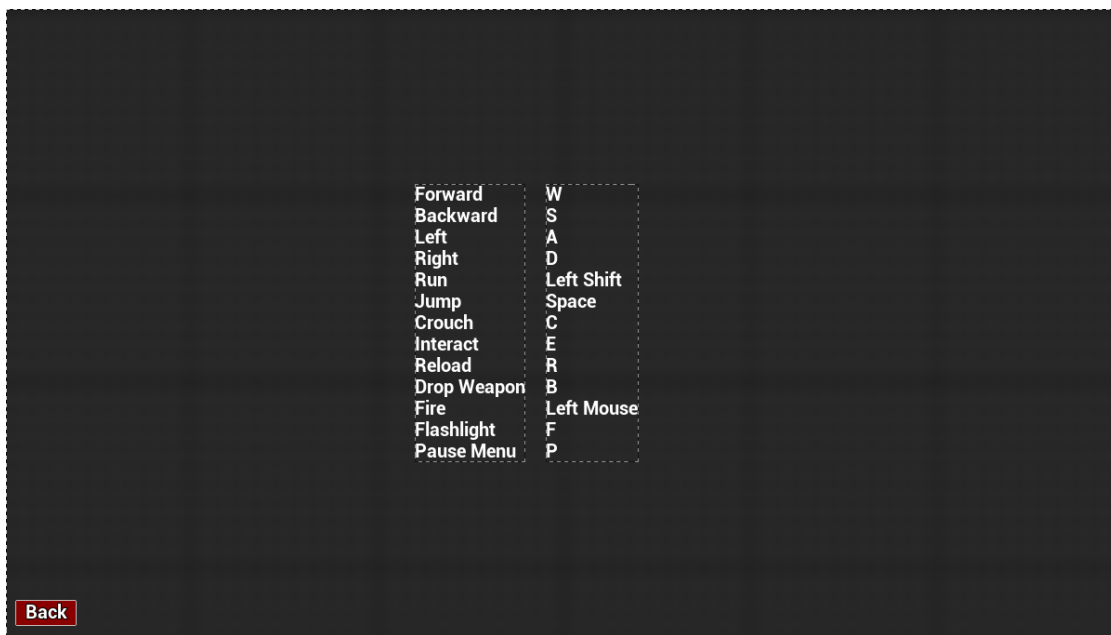 Forward W
Backward S
Left A
Right D
Run Left Shift
Jump Space
Crouch C
Interact E
Reload R
Drop Weapon B
Fire Left Mouse
Flashlight F
Pause Menu P
Back